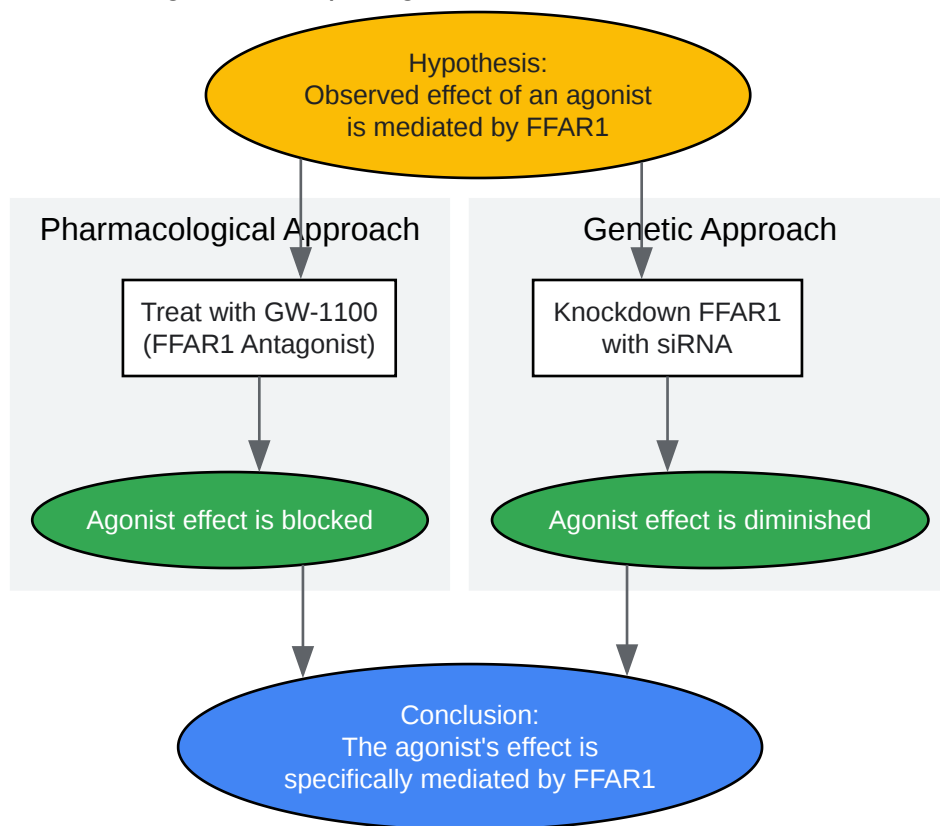 Hypothesis:
Observed effect of an agonist
is mediated by FFAR1
Pharmacological Approach
Genetic Approach
Treat with GW-1100
(FFAR1 Antagonist)
Knockdown FFAR1
with siRNA
Agonist effect is blocked
Agonist effect is diminished
Conclusion:
The agonist's effect is
specifically mediated by FFAR1